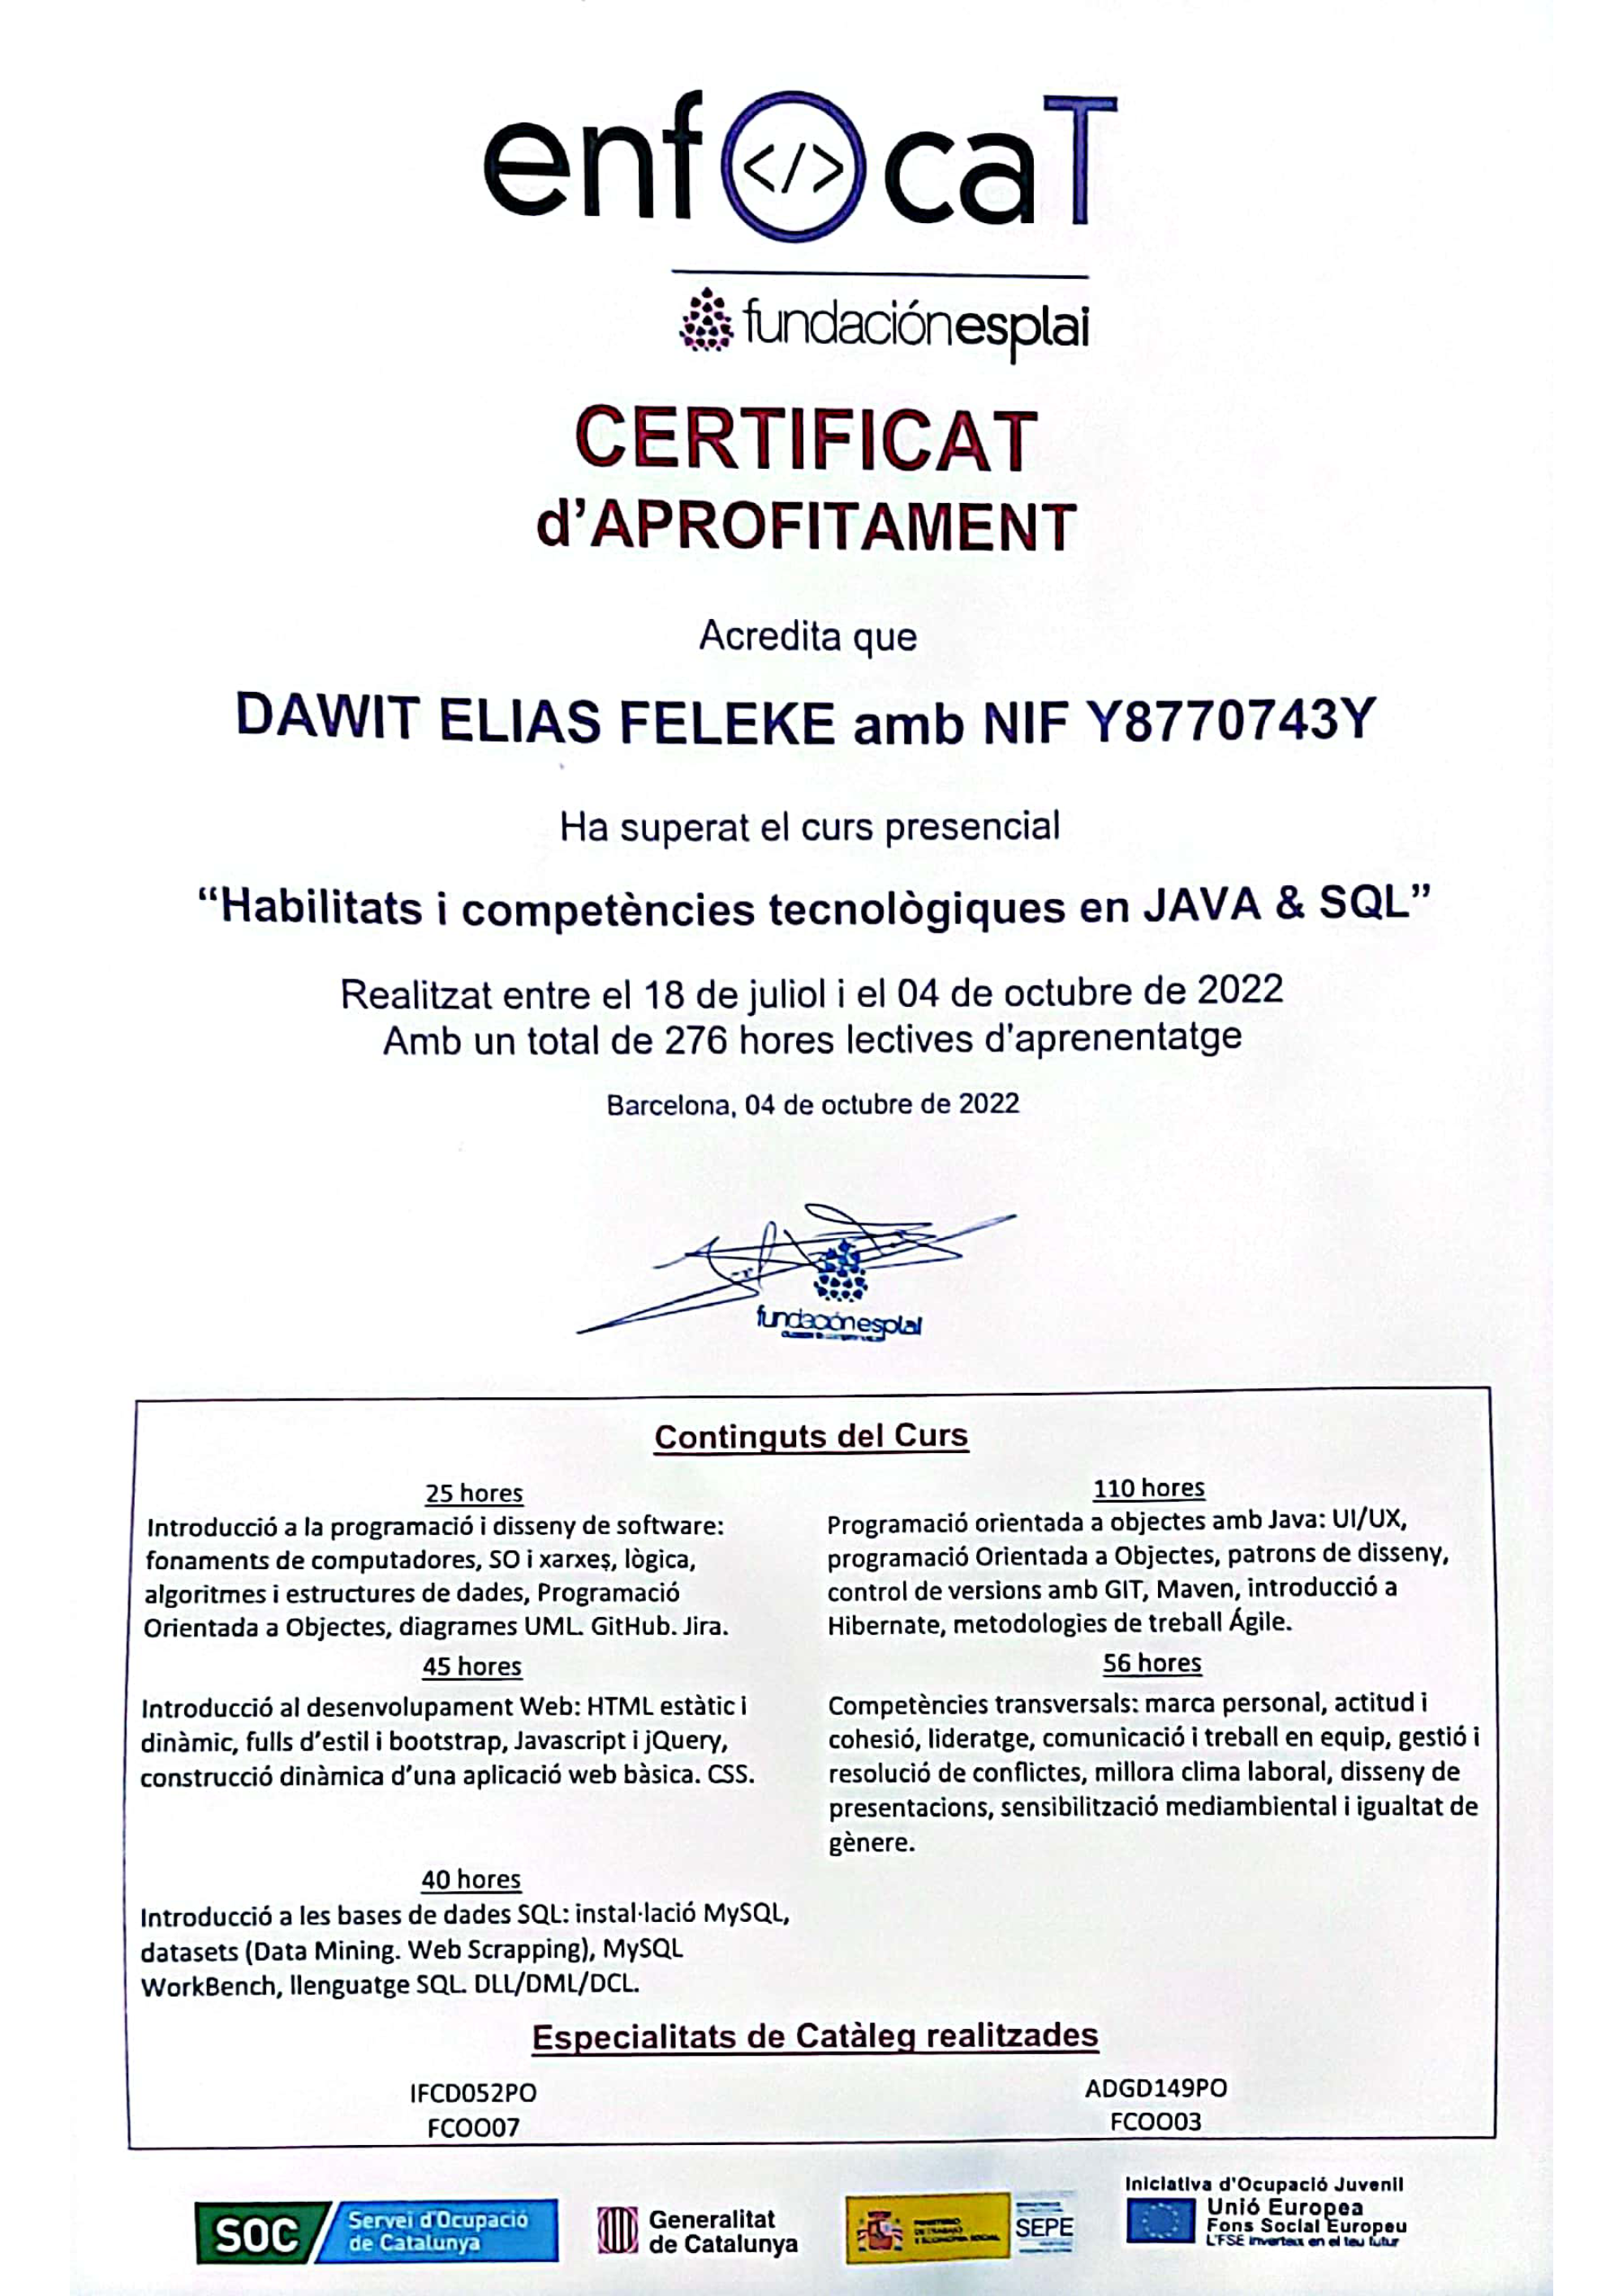 enf</>ocaT
fundaciónesplai
CERTIFICAT
d'APROFITAMENT
Acredita que
DAWIT ELIAS FELEKE amb NIF Y8770743Y
Ha superat el curs presencial
“Habilitats i competències tecnològiques en JAVA & SQL”
Realitzat entre el 18 de juliol i el 04 de octubre de 2022
Amb un total de 276 hores lectives d'aprenentatge
Barcelona, 04 de octubre de 2022
fundaciónesplai
Continguts del Curs
25 hores
Introducció a la programació i disseny de software:
fonaments de computadores, SO i xarxes, lògica,
algoritmes i estructures de dades, Programació
Orientada a Objectes, diagrames UML. GitHub. Jira.
45 hores
Introducció al desenvolupament Web: HTML estàtic i
dinàmic, fulls d'estil i bootstrap, Javascript i jQuery,
construcció dinàmica d'una aplicació web bàsica. CSS.
40 hores
Introducció a les bases de dades SQL: instal·lació MySQL,
datasets (Data Mining. Web Scrapping), MySQL
WorkBench, llenguatge SQL. DLL/DML/DCL.
110 hores
Programació orientada a objectes amb Java: UI/UX,
programació Orientada a Objectes, patrons de disseny,
control de versions amb GIT, Maven, introducció a
Hibernate, metodologies de treball Ágile.
56 hores
Competències transversals: marca personal, actitud i
cohesió, lideratge, comunicació i treball en equip, gestió i
resolució de conflictes, millora clima laboral, disseny de
presentacions, sensibilització mediambiental i igualtat de
gènere.
Especialitats de Catàleg realitzades
IFCD052PO
FCOO07
ADGD149PO
FCOO03
SOC
Servei d'Ocupació
de Catalunya
Generalitat
de Catalunya
MINISTERIO
DE TRABAJO
Y ECONOMÍA SOCIAL
SEPE
Iniciativa d'Ocupació Juvenil
Unió Europea
Fons Social Europeu
L'FSE inverteix en el teu futur